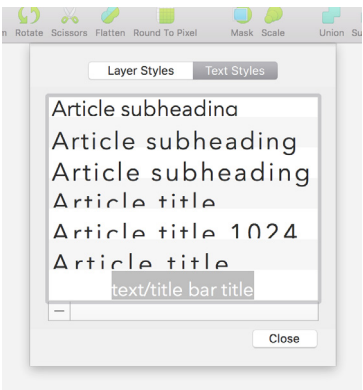 Rotate Scissors Flatten Round To Pixel Mask Scale Union
Layer Styles Text Styles
Article subheading
Article subheading
Article subheading
Article title
Article title 1024
Article title
text/title bar title
Close